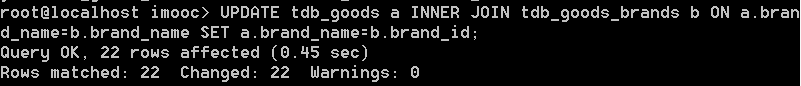 root@localhost imooc> UPDATE tdb_goods a INNER JOIN tdb_goods_brands b ON a.bran
d_name=b.brand_name SET a.brand_name=b.brand_id;
Query OK, 22 rows affected (0.45 sec)
Rows matched: 22  Changed: 22  Warnings: 0